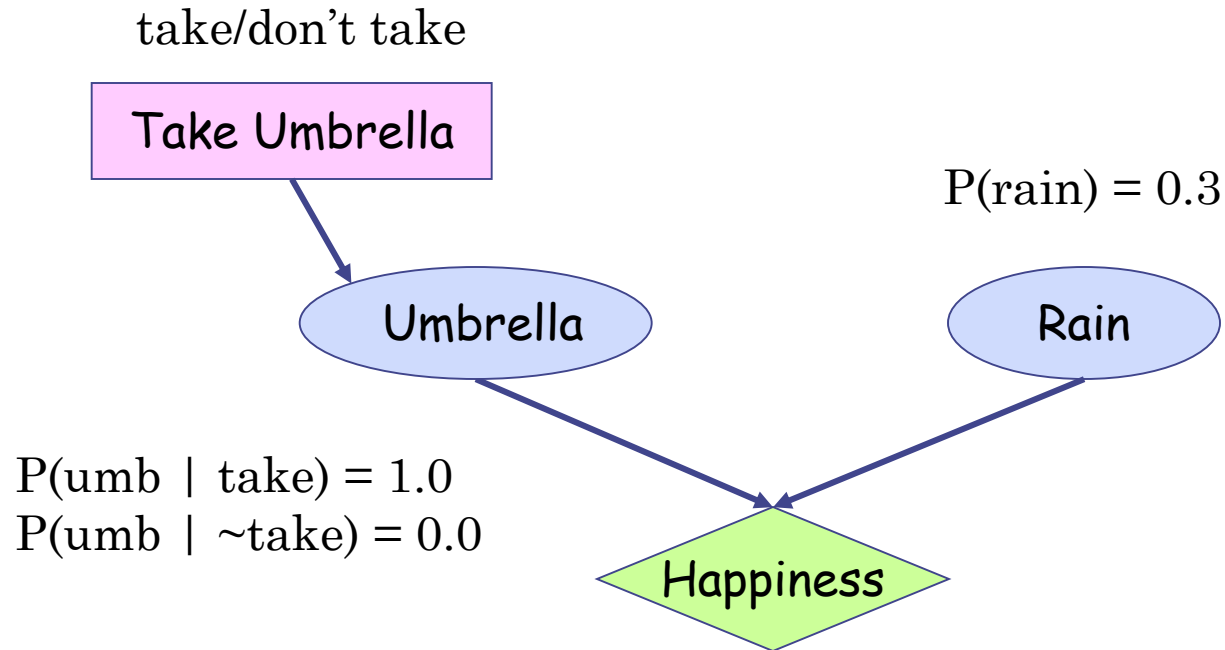 take/don’t take
Take Umbrella
P(rain) = 0.3
Umbrella
Rain
P(umb | take) = 1.0
P(umb | ~take) = 0.0
Happiness